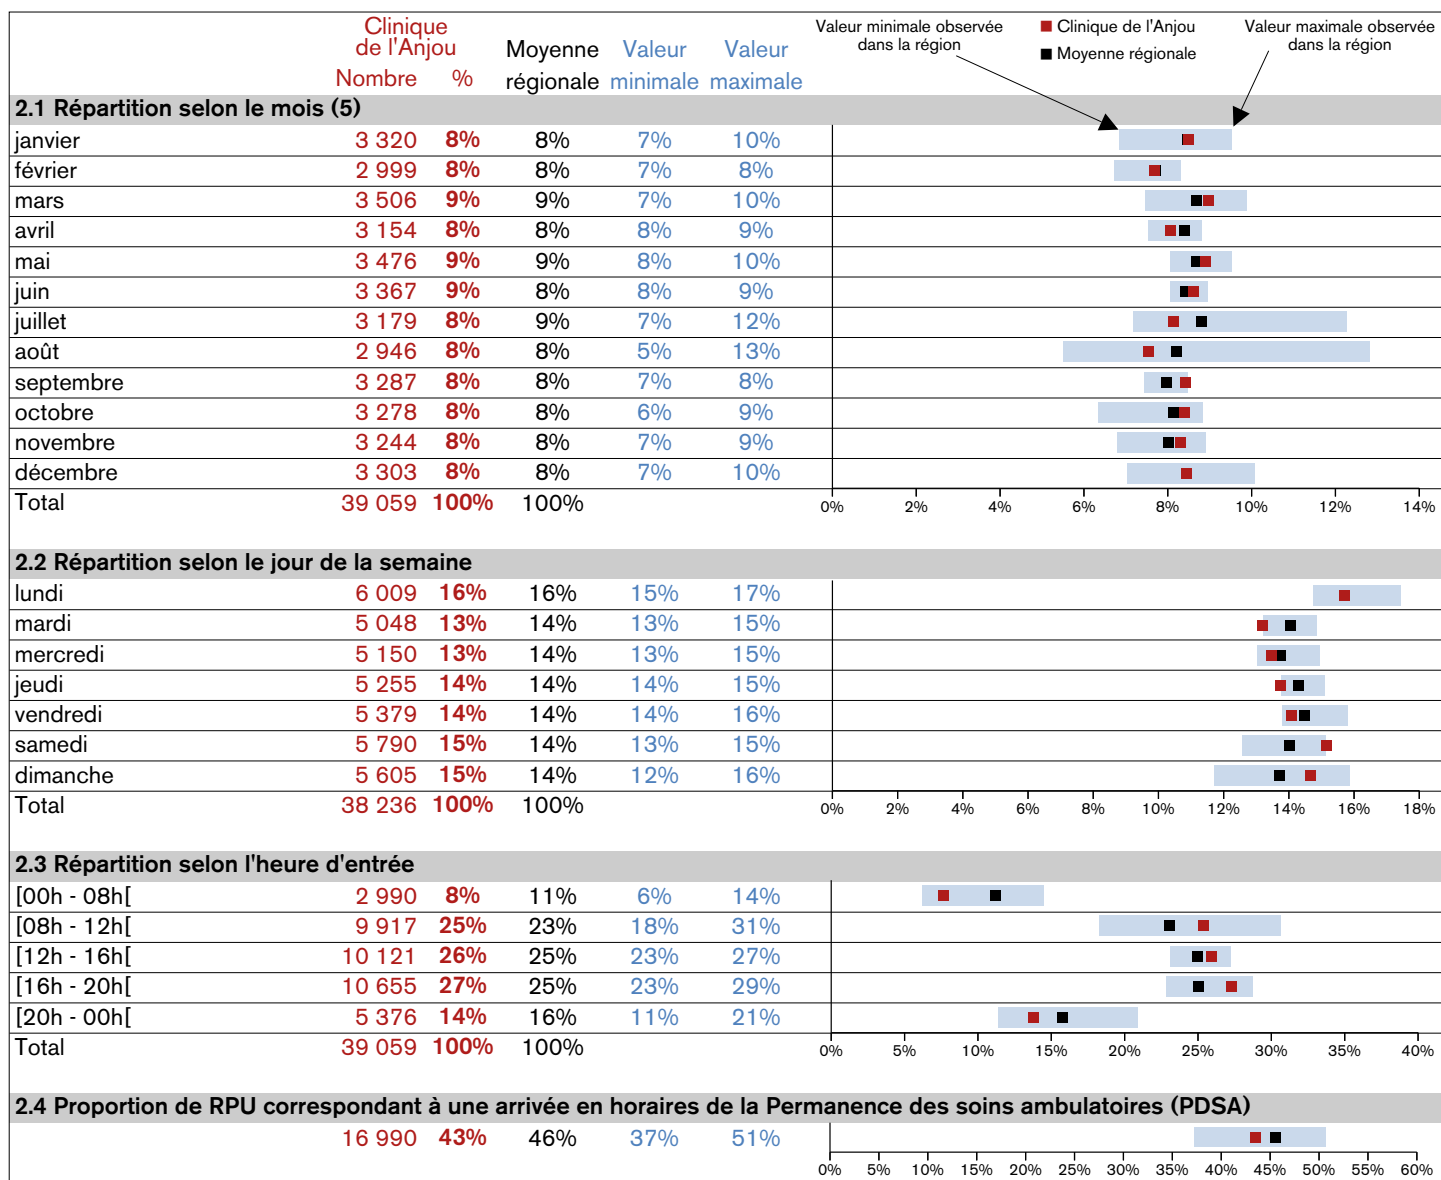 Clinique de l'Anjou Moyenne régionale Valeur minimale Valeur maximale
Nombre %
Valeur minimale observée dans la région
Clinique de l'Anjou
Moyenne régionale
Valeur maximale observée dans la région
2.1 Répartition selon le mois (5)
janvier 3 320 8% 8% 7% 10%
février 2 999 8% 8% 7% 8%
mars 3 506 9% 9% 7% 10%
avril 3 154 8% 8% 8% 9%
mai 3 476 9% 9% 8% 10%
juin 3 367 9% 8% 8% 9%
juillet 3 179 8% 9% 7% 12%
août 2 946 8% 8% 5% 13%
septembre 3 287 8% 8% 7% 8%
octobre 3 278 8% 8% 6% 9%
novembre 3 244 8% 8% 7% 9%
décembre 3 303 8% 8% 7% 10%
Total 39 059 100% 100%
0% 2% 4% 6% 8% 10% 12% 14%
2.2 Répartition selon le jour de la semaine
lundi 6 009 16% 16% 15% 17%
mardi 5 048 13% 14% 13% 15%
mercredi 5 150 13% 14% 13% 15%
jeudi 5 255 14% 14% 14% 15%
vendredi 5 379 14% 14% 14% 16%
samedi 5 790 15% 14% 13% 15%
dimanche 5 605 15% 14% 12% 16%
Total 38 236 100% 100%
0% 2% 4% 6% 8% 10% 12% 14% 16% 18%
2.3 Répartition selon l'heure d'entrée
[00h - 08h[ 2 990 8% 11% 6% 14%
[08h - 12h[ 9 917 25% 23% 18% 31%
[12h - 16h[ 10 121 26% 25% 23% 27%
[16h - 20h[ 10 655 27% 25% 23% 29%
[20h - 00h[ 5 376 14% 16% 11% 21%
Total 39 059 100% 100%
0% 5% 10% 15% 20% 25% 30% 35% 40%
2.4 Proportion de RPU correspondant à une arrivée en horaires de la Permanence des soins ambulatoires (PDSA)
16 990 43% 46% 37% 51%
0% 5% 10% 15% 20% 25% 30% 35% 40% 45% 50% 55% 60%